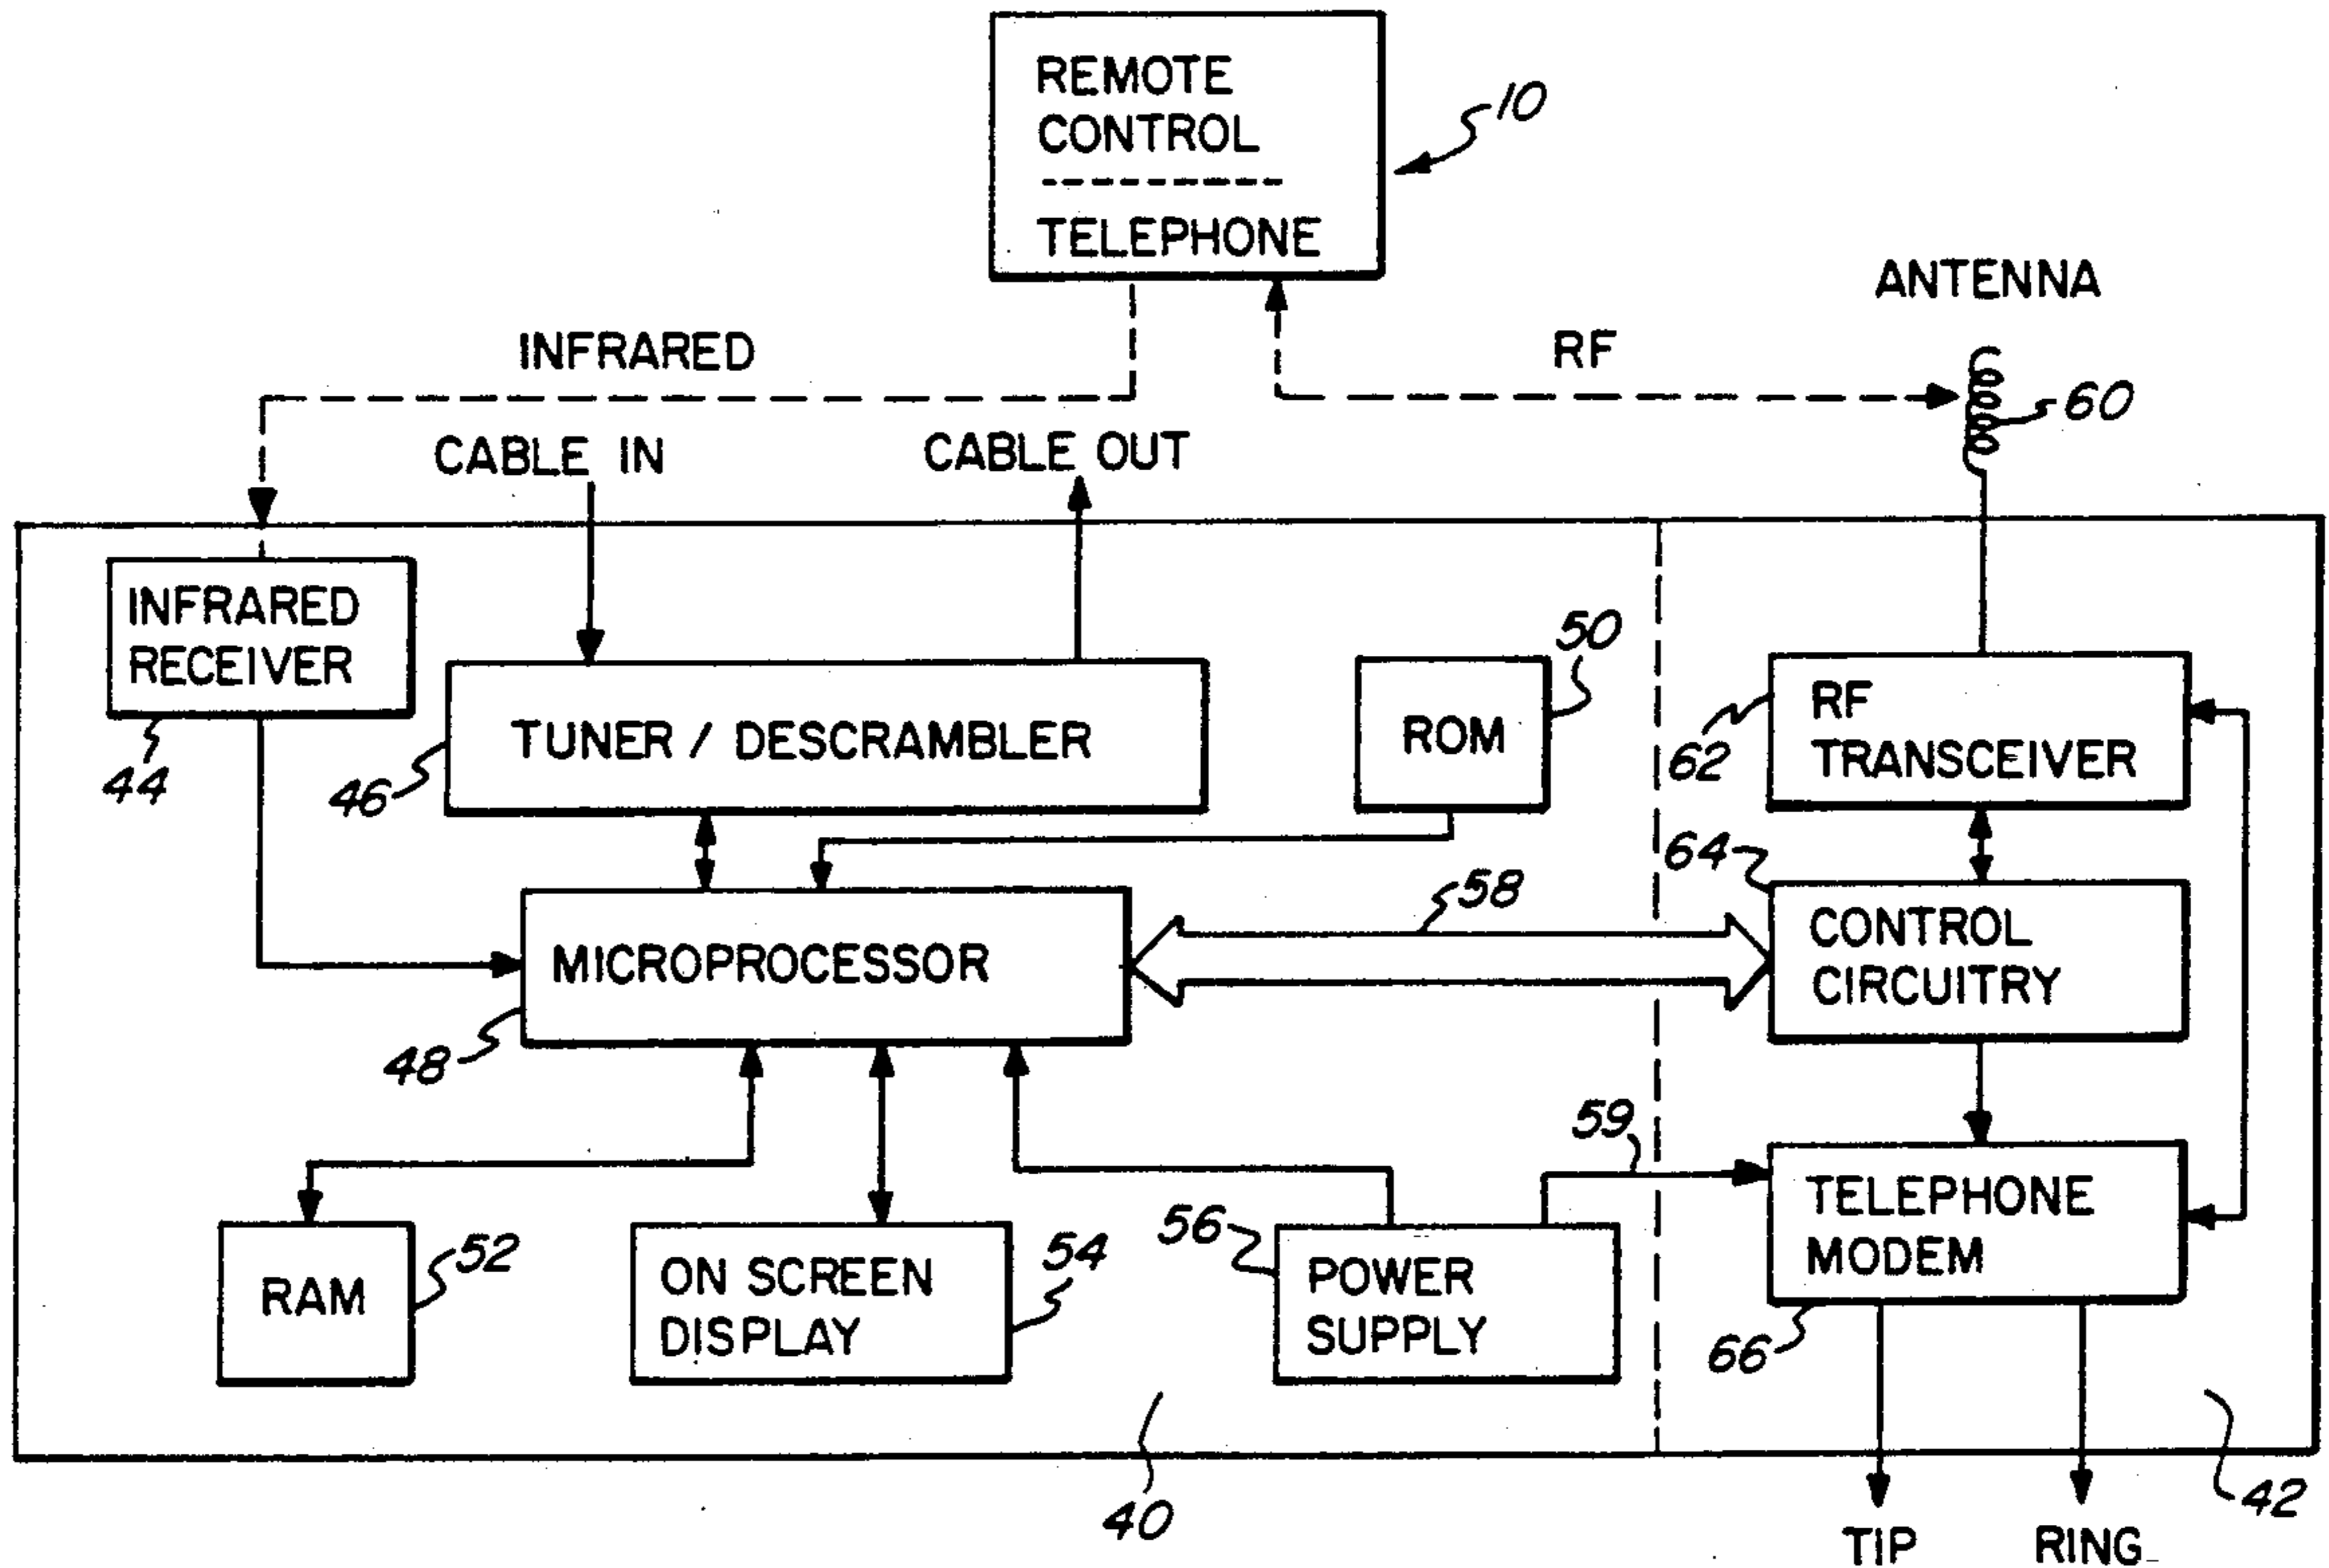 REMOTE
CONTROL
TELEPHONE
10
ANTENNA
INFRARED
RF
60
CABLE IN
CABLE OUT
INFRARED
RECEIVER
44
TUNER / DESCRAMBLER
46
ROM
50
RF
TRANSCEIVER
62
MICROPROCESSOR
48
58
64
CONTROL
CIRCUITRY
59
RAM
52
ON SCREEN
DISPLAY
54
56
POWER
SUPPLY
TELEPHONE
MODEM
66
40
42
TIP
RING